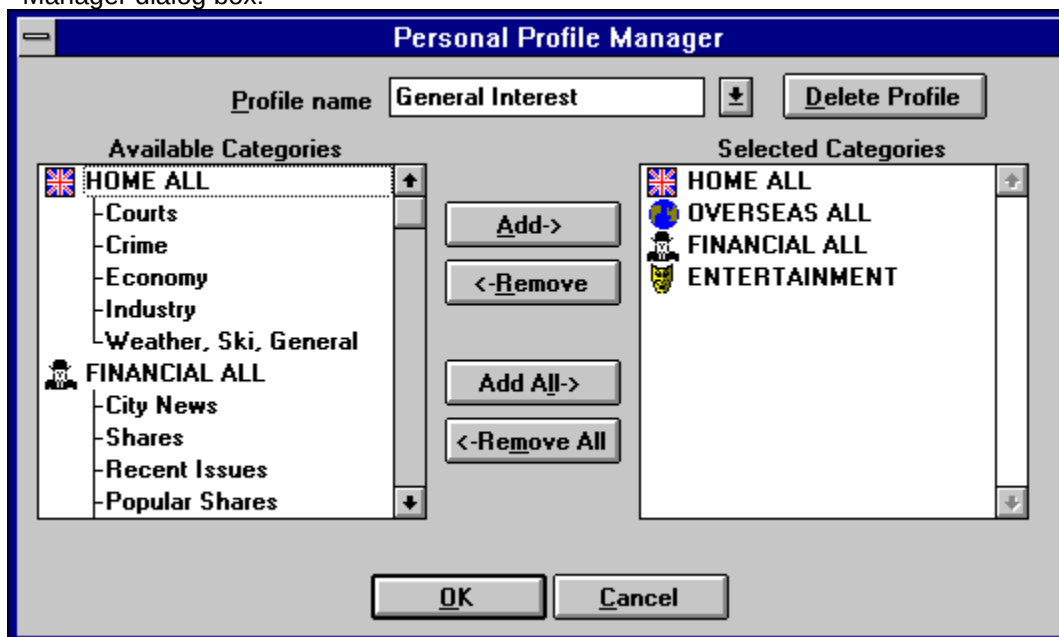 Manager dialog box.
Personal Profile Manager
Profile name General Interest Delete Profile
Available Categories
HOME ALL
Courts
Crime
Economy
Industry
Weather, Ski, General
FINANCIAL ALL
City News
Shares
Recent Issues
Popular Shares
Add->
<-Remove
Add All->
<-Remove All
Selected Categories
HOME ALL
OVERSEAS ALL
FINANCIAL ALL
ENTERTAINMENT
OK Cancel